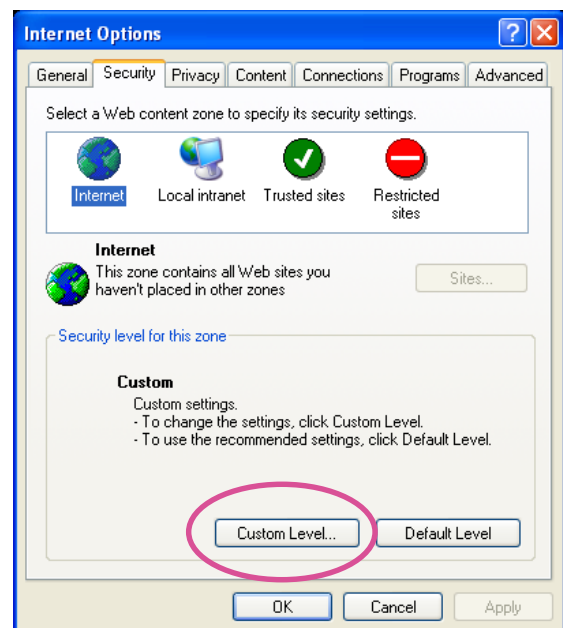 Internet Options
General Security Privacy Content Connections Programs Advanced
Select a Web content zone to specify its security settings.
Internet Local intranet Trusted sites Restricted
sites
Internet
This zone contains all Web sites you
haven't placed in other zones
Sites...
Security level for this zone
Custom
Custom settings.
- To change the settings, click Custom Level.
- To use the recommended settings, click Default Level.
Custom Level... Default Level
OK Cancel Apply